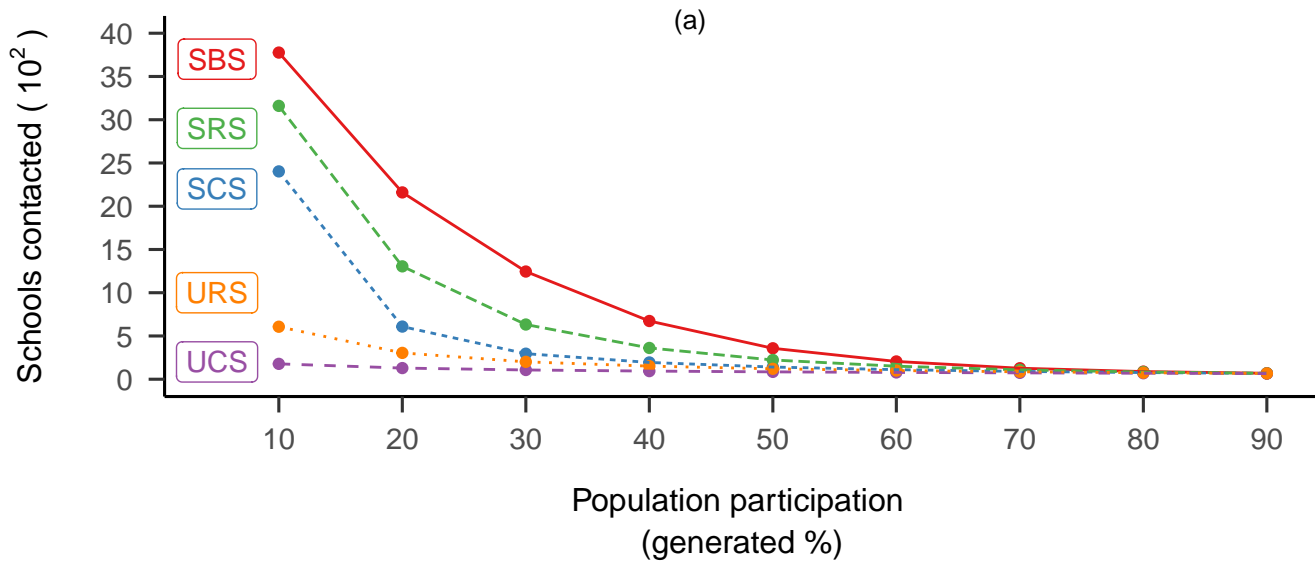 (a)
Schools contacted ( 10² )
40
35
30
25
20
15
10
5
0
SBS
SRS
SCS
URS
UCS
10 20 30 40 50 60 70 80 90
Population participation
(generated %)